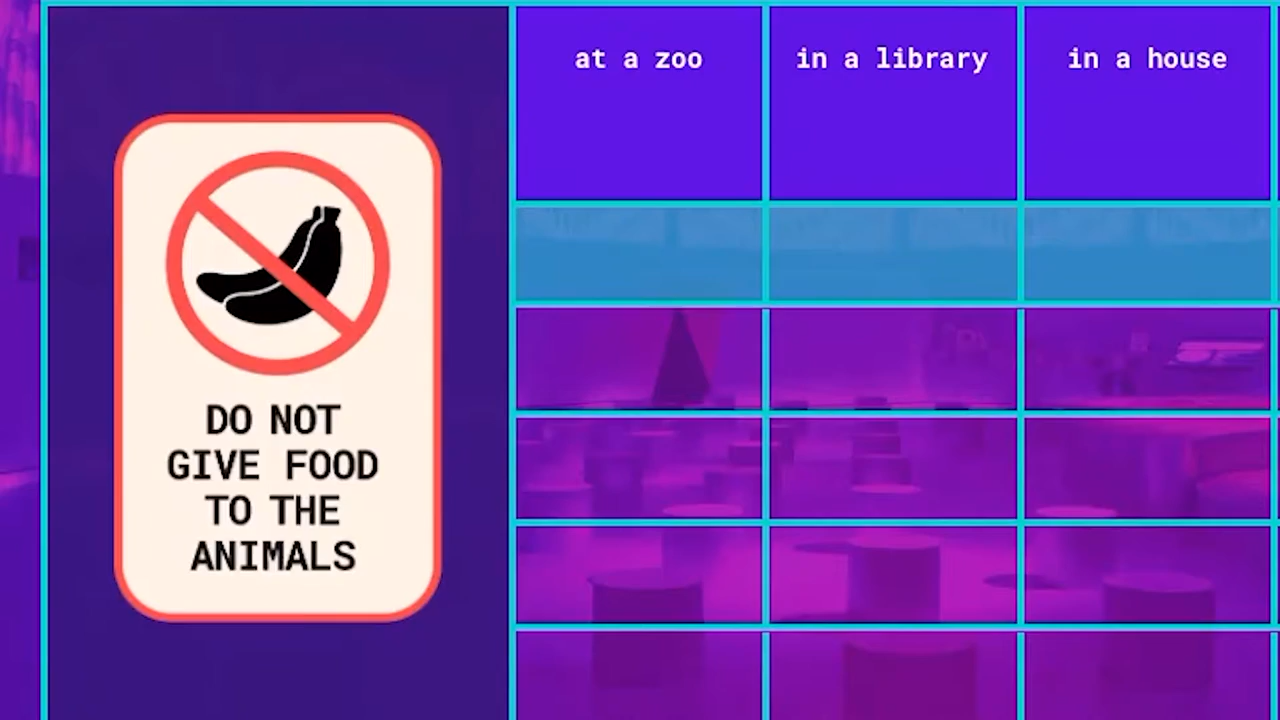 at a zoo
in a library
in a house
DO NOT
GIVE FOOD
TO THE
ANIMALS